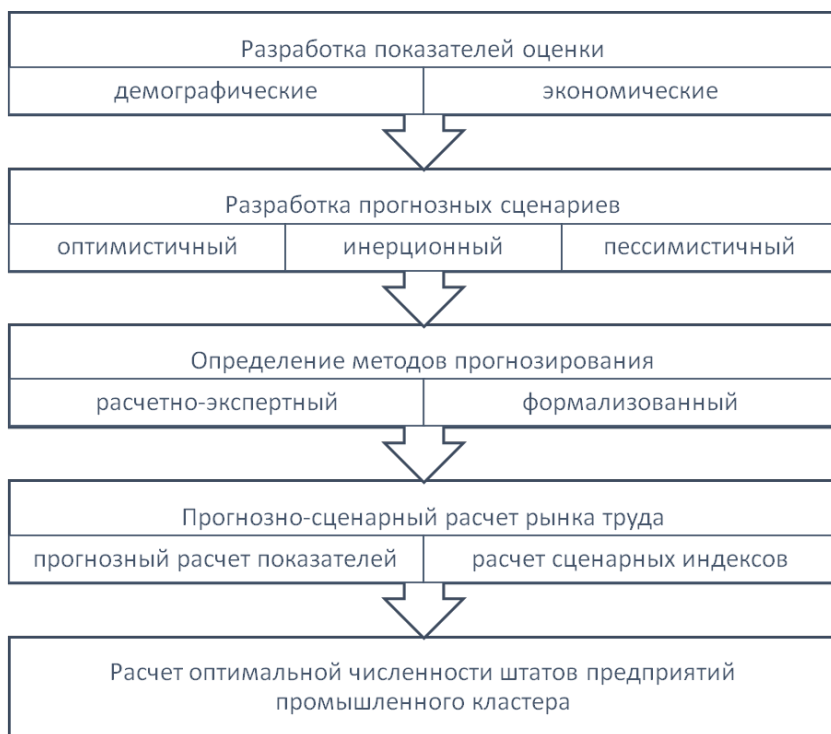 Разработка показателей оценки
демографические экономические
Разработка прогнозных сценариев
оптимистичный инерционный пессимистичный
Определение методов прогнозирования
расчетно-экспертный формализованный
Прогнозно-сценарный расчет рынка труда
прогнозный расчет показателей расчет сценарных индексов
Расчет оптимальной численности штатов предприятий
промышленного кластера